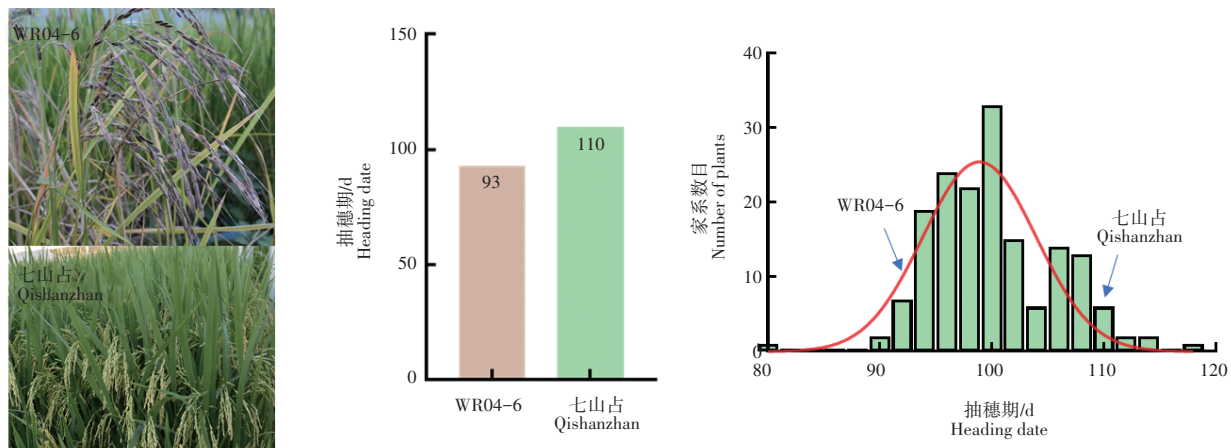 WR04-6
七山占
Qishanzhan
抽穗期/d
Heading date
150
100
50
0
93
110
WR04-6
七山占
Qishanzhan
家系数目
Number of plants
40
30
20
10
0
WR04-6
七山占
Qishanzhan
80
90
100
110
120
抽穗期/d
Heading date